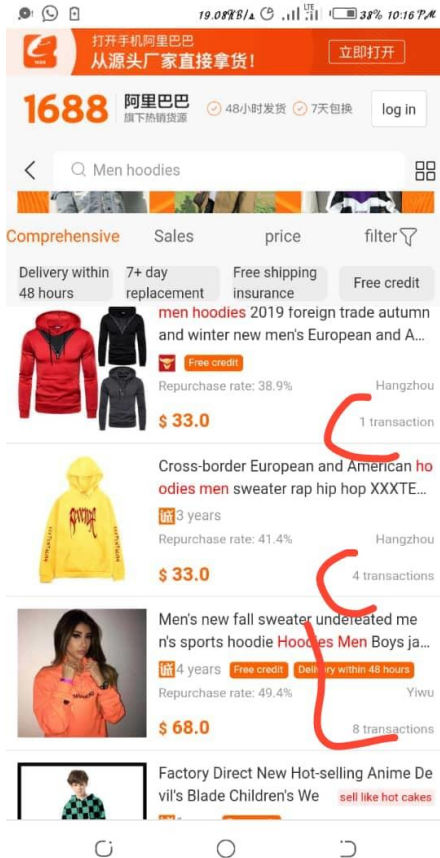 19.08KB/s LTE 38% 10:16 PM
打开手机阿里巴巴
从源头厂家直接拿货!
立即打开
1688
1688 阿里巴巴
旗下热销货源
48小时发货 7天包换
log in
Men hoodies
Comprehensive Sales price filter
Delivery within 48 hours
7+ day replacement
Free shipping insurance
Free credit
men hoodies 2019 foreign trade autumn
and winter new men's European and A...
Free credit
Repurchase rate: 38.9% Hangzhou
$ 33.0 1 transaction
Cross-border European and American ho
odies men sweater rap hip hop XXXTE...
3 years
Repurchase rate: 41.4% Hangzhou
$ 33.0 4 transactions
REVENGE
Men's new fall sweater undefeated me
n's sports hoodie Hoodies Men Boys ja...
4 years Free credit Delivery within 48 hours
Repurchase rate: 49.4% Yiwu
$ 68.0 8 transactions
Factory Direct New Hot-selling Anime De
vil's Blade Children's We sell like hot cakes